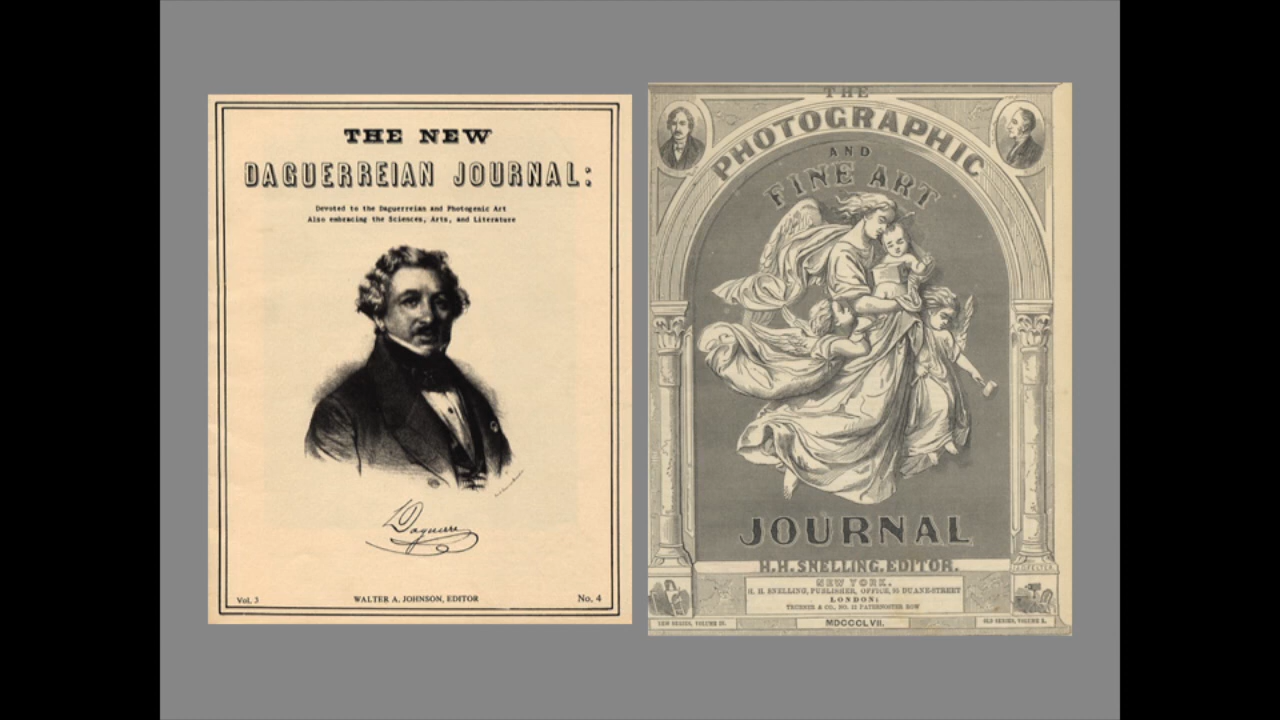 THE NEW
DAGUERREIAN JOURNAL:
Devoted to the Daguerreian and Photogenic Art
Also embracing the Sciences, Arts, and Literature
Daguerre
Vol. 3
WALTER A. JOHNSON, EDITOR
No. 4
THE
PHOTOGRAPHIC
AND
FINE ART
JOURNAL
H.H. SNELLING, EDITOR.
NEW YORK.
H. H. SNELLING, PUBLISHER, OFFICE, 95 DUANE-STREET
LONDON:
TRUBNER & CO., NO. 12 PATERNOSTER ROW
NEW SERIES, VOLUME IV.
MDCCCLVII.
OLD SERIES, VOLUME X.